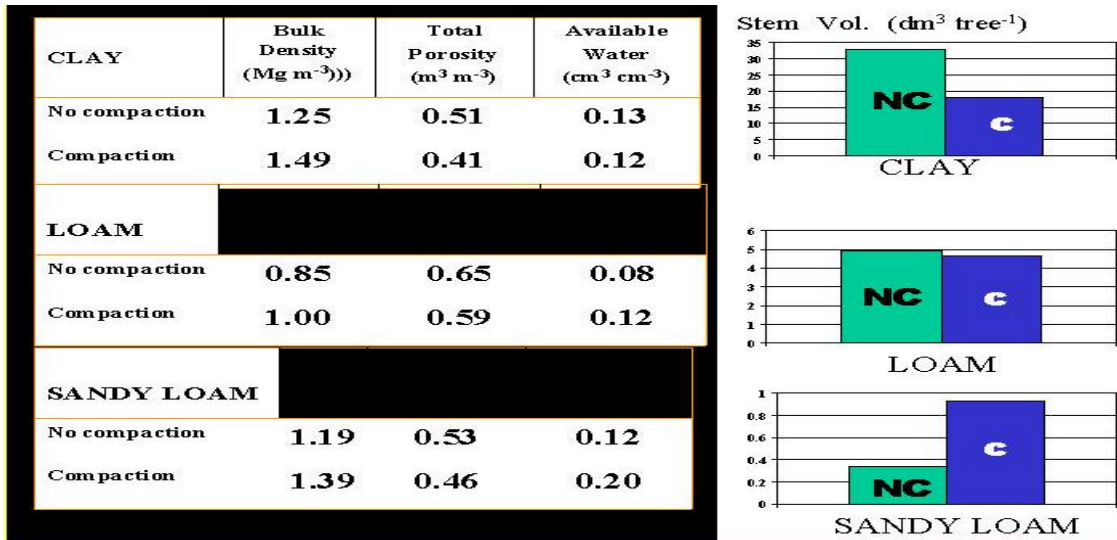 CLAY
Bulk Density (Mg m-3)))
Total Porosity (m3 m-3)
Available Water (cm3 cm-3)
No compaction 1.25 0.51 0.13
Compaction 1.49 0.41 0.12
LOAM
No compaction 0.85 0.65 0.08
Compaction 1.00 0.59 0.12
SANDY LOAM
No compaction 1.19 0.53 0.12
Compaction 1.39 0.46 0.20
Stem Vol. (dm3 tree-1)
35
30
25
20
15
10
5
0
NC C
CLAY
6
5
4
3
2
1
0
NC C
LOAM
1
0.8
0.6
0.4
0.2
0
NC C
SANDY LOAM